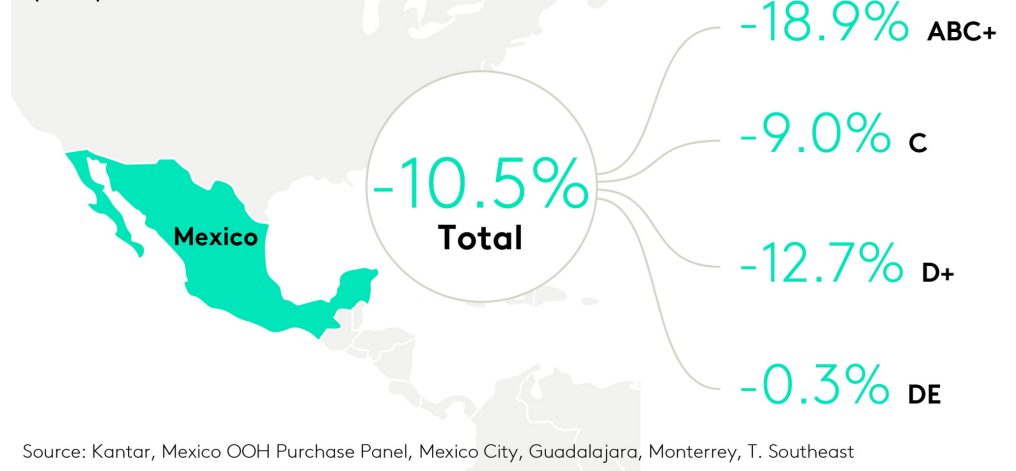 -18.9% ABC+
-9.0% C
-10.5%
Total
Mexico
-12.7% D+
-0.3% DE
Source: Kantar, Mexico OOH Purchase Panel, Mexico City, Guadalajara, Monterrey, T. Southeast